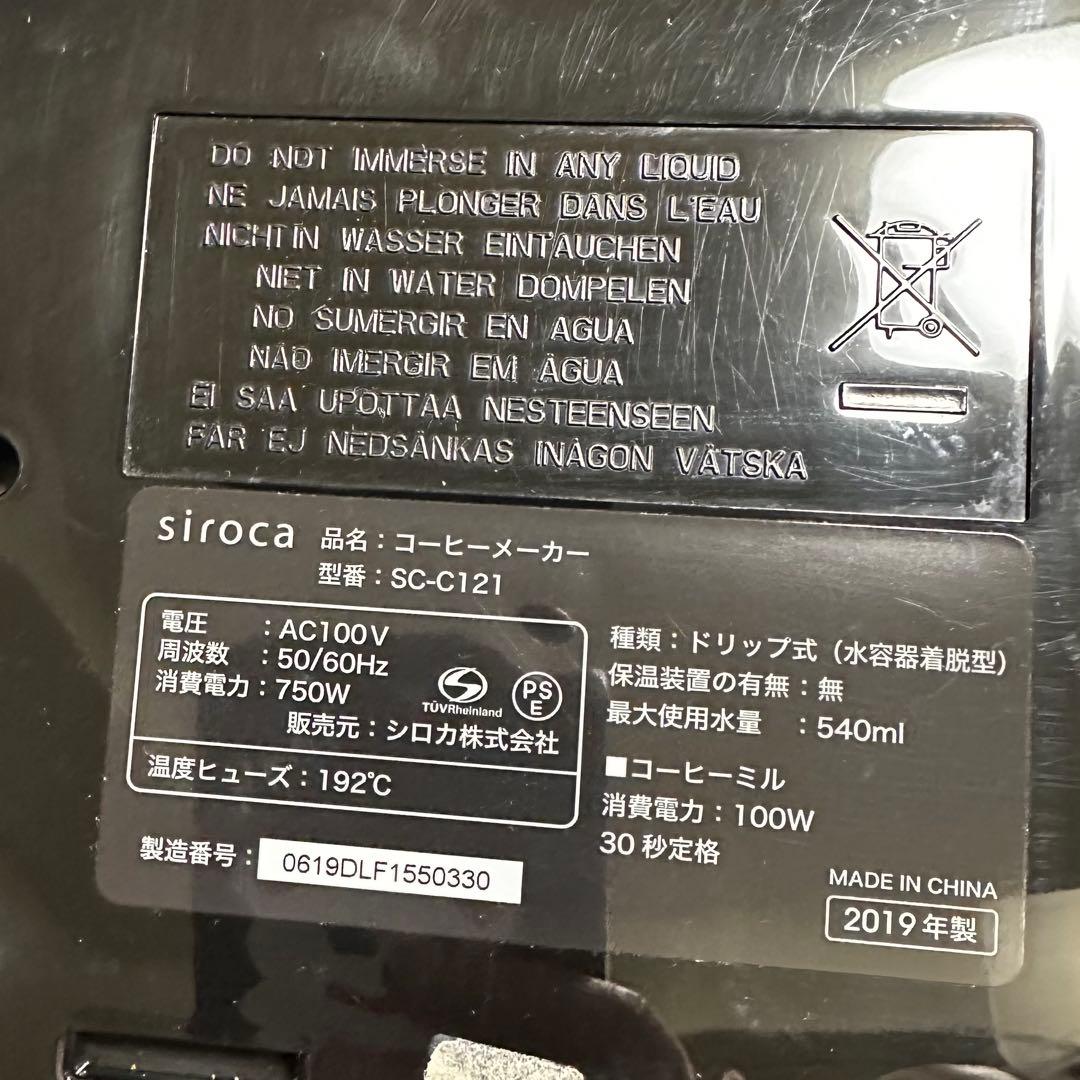 DO NOT IMMERSE IN ANY LIQUID
NE JAMAIS PLONGER DANS L'EAU
NICHT IN WASSER EINTAUCHEN
NIET IN WATER DOMPELEN
NO SUMERGIR EN AGUA
NÃO IMERGIR EM ÁGUA
EI SAA UPOTTAA NESTEENSEEN
FÅR EJ NEDSÄNKAS INÅGON VÄTSKA
siroca 品名：コーヒーメーカー
型番：SC-C121
電圧 ：AC100V
周波数 ：50/60Hz
消費電力：750W
TÜVRheinland
PS
E
販売元：シロカ株式会社
温度ヒューズ：192℃
製造番号：0619DLF1550330
種類：ドリップ式（水容器着脱型）
保温装置の有無：無
最大使用水量 ：540ml
■コーヒーミル
消費電力：100W
30秒定格
MADE IN CHINA
2019年製